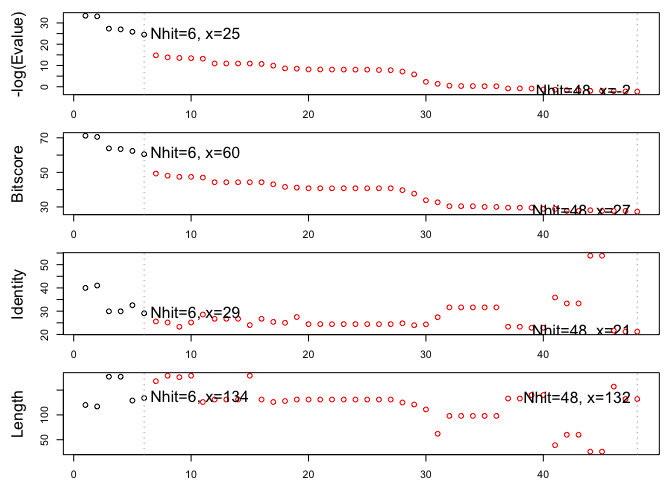 -log(Evalue)
30
20
10
0
Nhit=6, x=25
Nhit=48, x=-2
0 10 20 30 40
Bitscore
70
50
30
Nhit=6, x=60
Nhit=48, x=27
0 10 20 30 40
Identity
50
40
30
20
Nhit=6, x=29
Nhit=48, x=21
0 10 20 30 40
Length
100
50
Nhit=6, x=134
Nhit=48, x=132
0 10 20 30 40